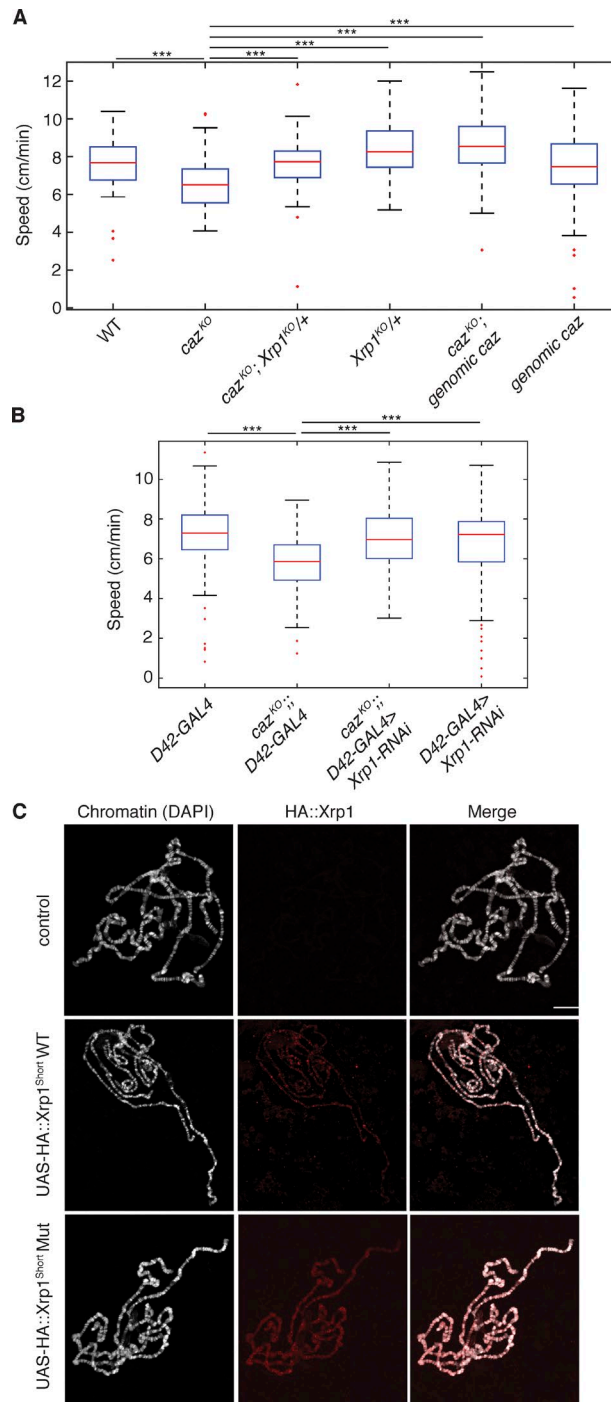 A
***
***
***
***
***
12
10
8
6
4
2
0
Speed (cm/min)
WT
caz^KO
caz^KO; Xrp1^KO/+
Xrp1^KO/+
caz^KO;
genomic caz
genomic caz
B
***
***
***
10
8
6
4
2
0
Speed (cm/min)
D42-GAL4
caz^KO;;
D42-GAL4
caz^KO;;
D42-GAL4>
Xrp1-RNAi
D42-GAL4>
Xrp1-RNAi
C
Chromatin (DAPI) HA::Xrp1 Merge
control
UAS-HA::Xrp1^Short WT
UAS-HA::Xrp1^Short Mut